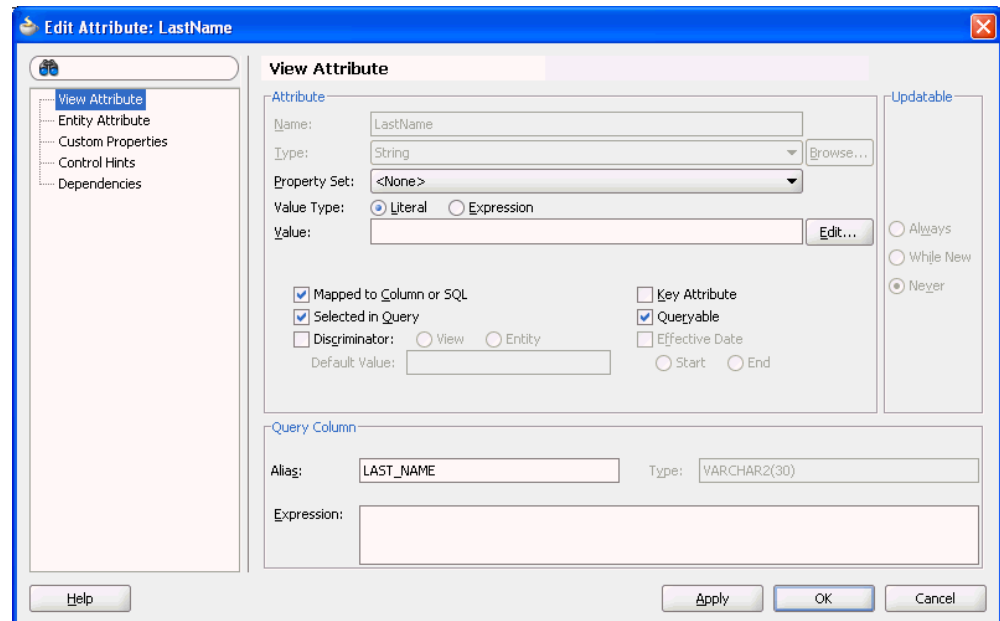 Edit Attribute: LastName
View Attribute
Entity Attribute
Custom Properties
Control Hints
Dependencies
View Attribute
Attribute
Name: LastName
Type: String Browse...
Property Set: <None>
Value Type: Literal Expression
Value: Edit...
Mapped to Column or SQL Key Attribute
Selected in Query Queryable
Discriminator: View Entity Effective Date
Default Value: Start End
Updatable
Always
While New
Never
Query Column
Alias: LAST_NAME Type: VARCHAR2(30)
Expression:
Help Apply OK Cancel